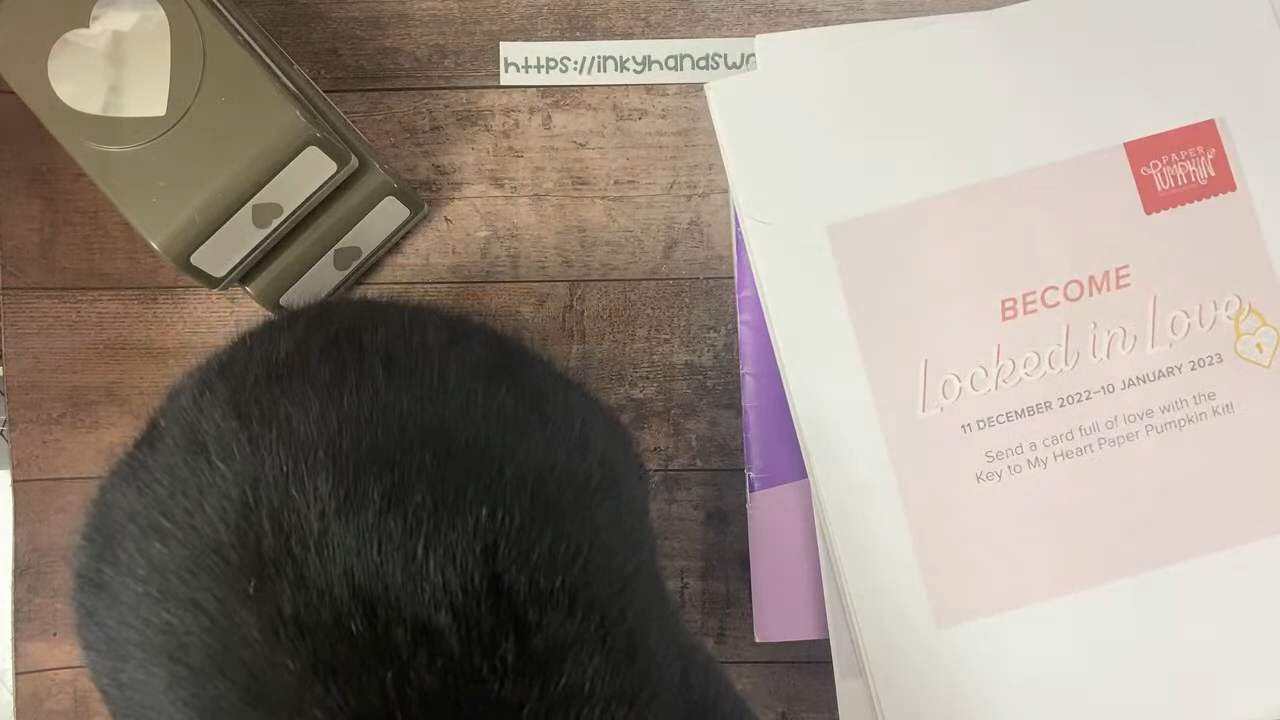 https://inkyhandswr
PAPER
PUMPKIN
BECOME
Locked in Love
11 DECEMBER 2022–10 JANUARY 2023
Send a card full of love with the
Key to My Heart Paper Pumpkin Kit!